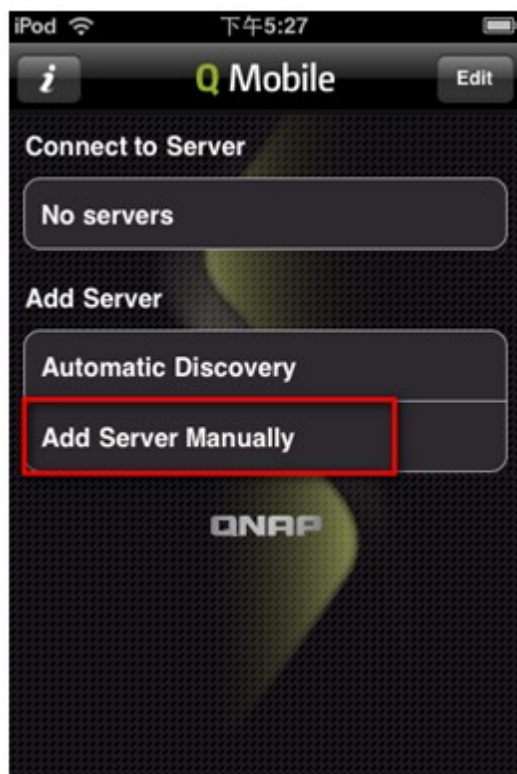 iPod 下午5:27
i Q Mobile Edit
Connect to Server
No servers
Add Server
Automatic Discovery
Add Server Manually
QNAP